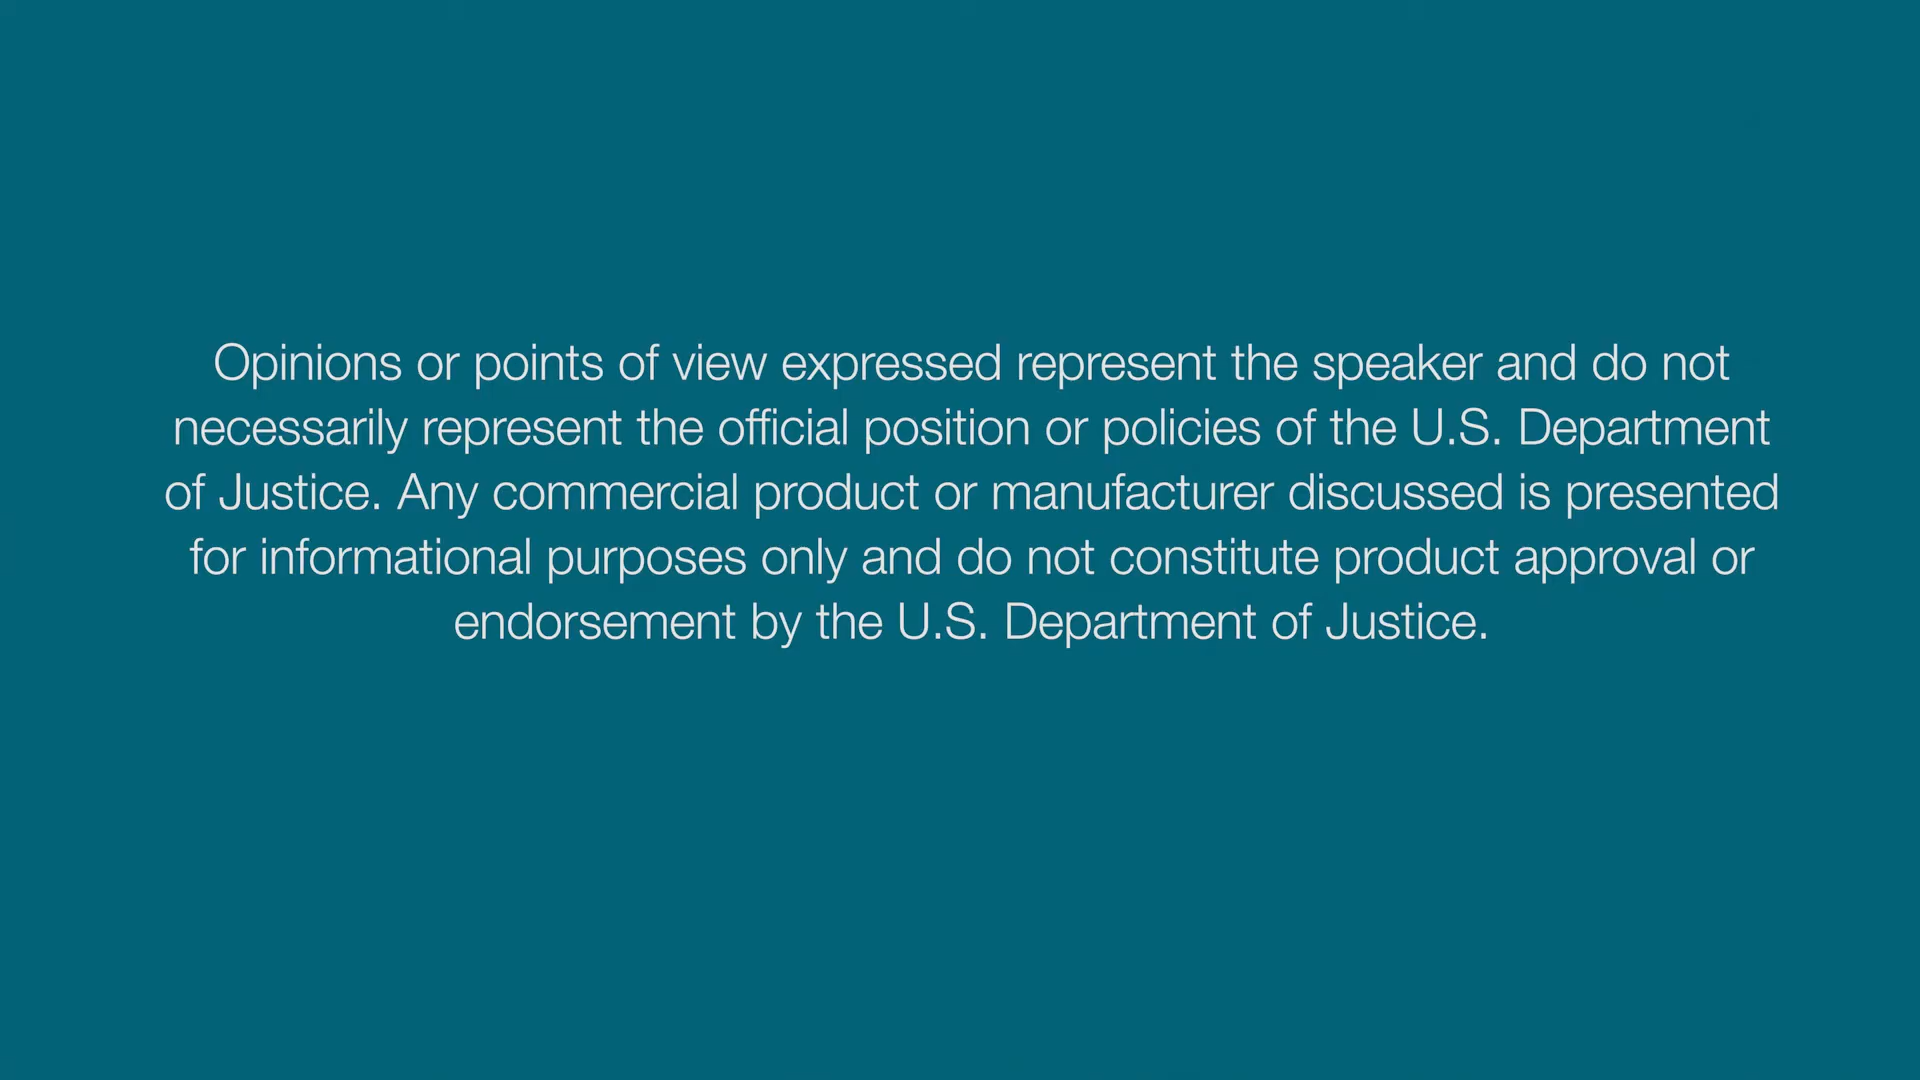 Opinions or points of view expressed represent the speaker and do not
necessarily represent the official position or policies of the U.S. Department
of Justice. Any commercial product or manufacturer discussed is presented
for informational purposes only and do not constitute product approval or
endorsement by the U.S. Department of Justice.